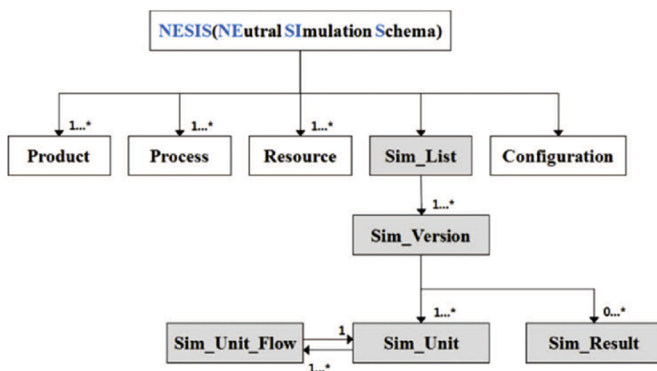 NESIS(NEutral SImulation Schema)
1...*
1...*
1...*
Product
Process
Resource
Sim_List
Configuration
1...*
Sim_Version
1...*
0...*
Sim_Unit_Flow
1
Sim_Unit
Sim_Result
1...*